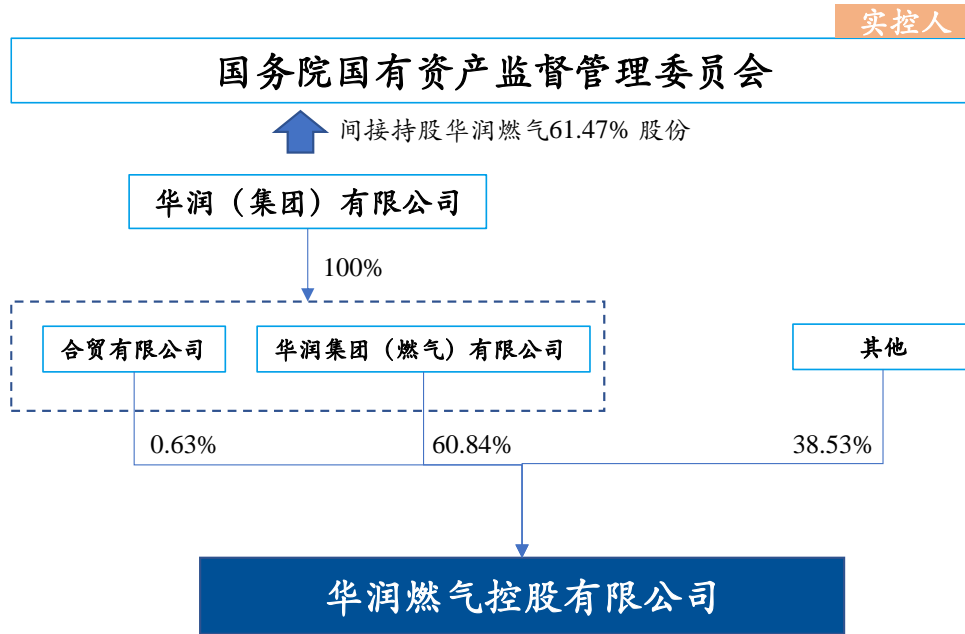 实控人
国务院国有资产监督管理委员会
间接持股华润燃气61.47% 股份
华润（集团）有限公司
100%
合贸有限公司
华润集团（燃气）有限公司
其他
0.63%
60.84%
38.53%
华润燃气控股有限公司